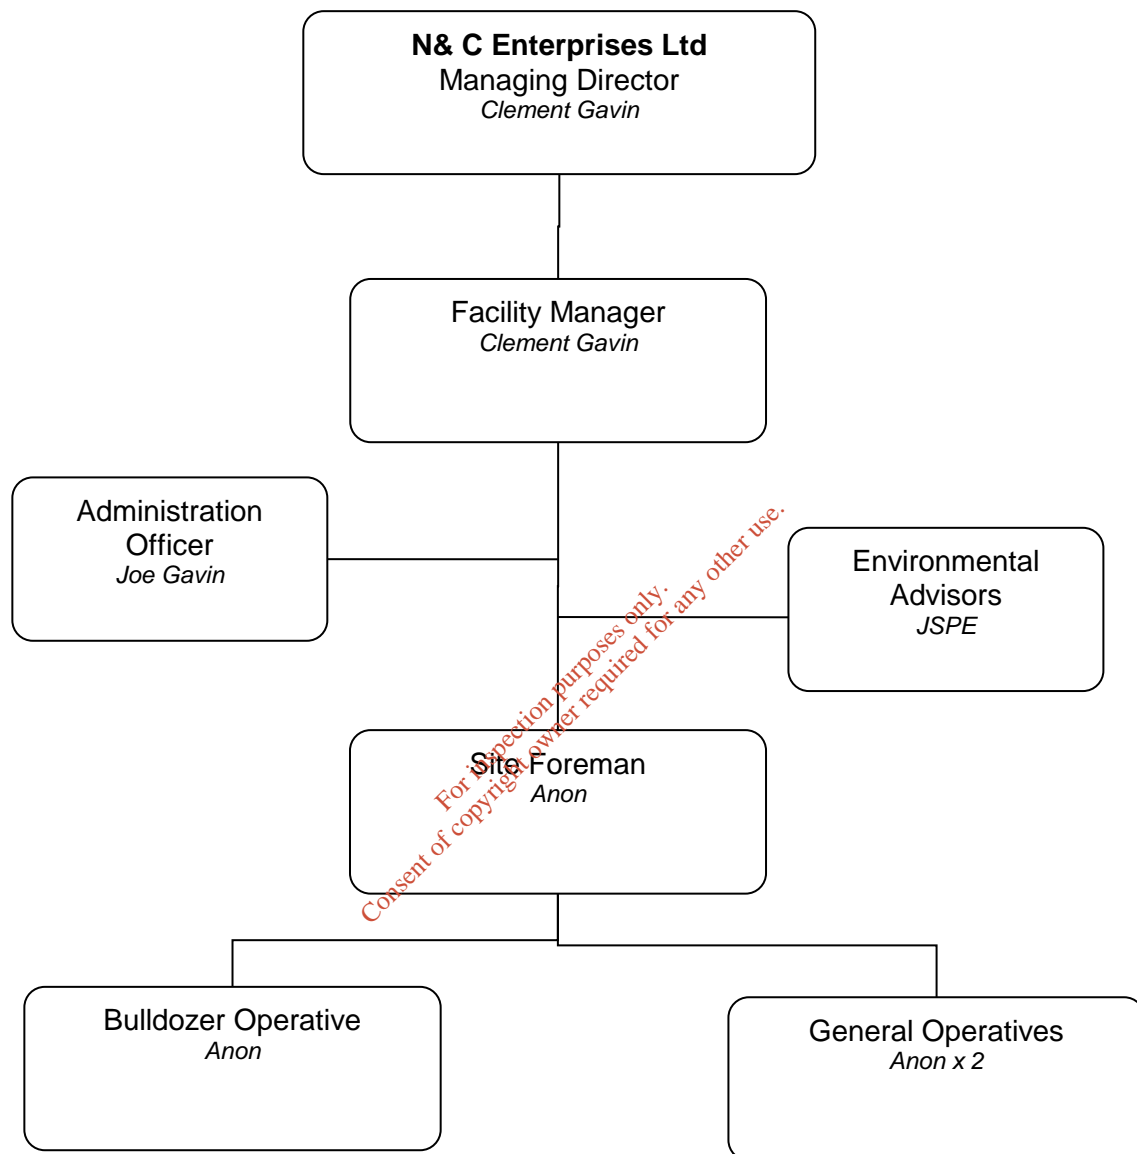 N& C Enterprises Ltd
Managing Director
Clement Gavin
Facility Manager
Clement Gavin
Administration
Officer
Joe Gavin
Environmental
Advisors
JSPE
For inspection purposes only.
Consent of copyright owner required for any other use.
Site Foreman
Anon
Bulldozer Operative
Anon
General Operatives
Anon x 2